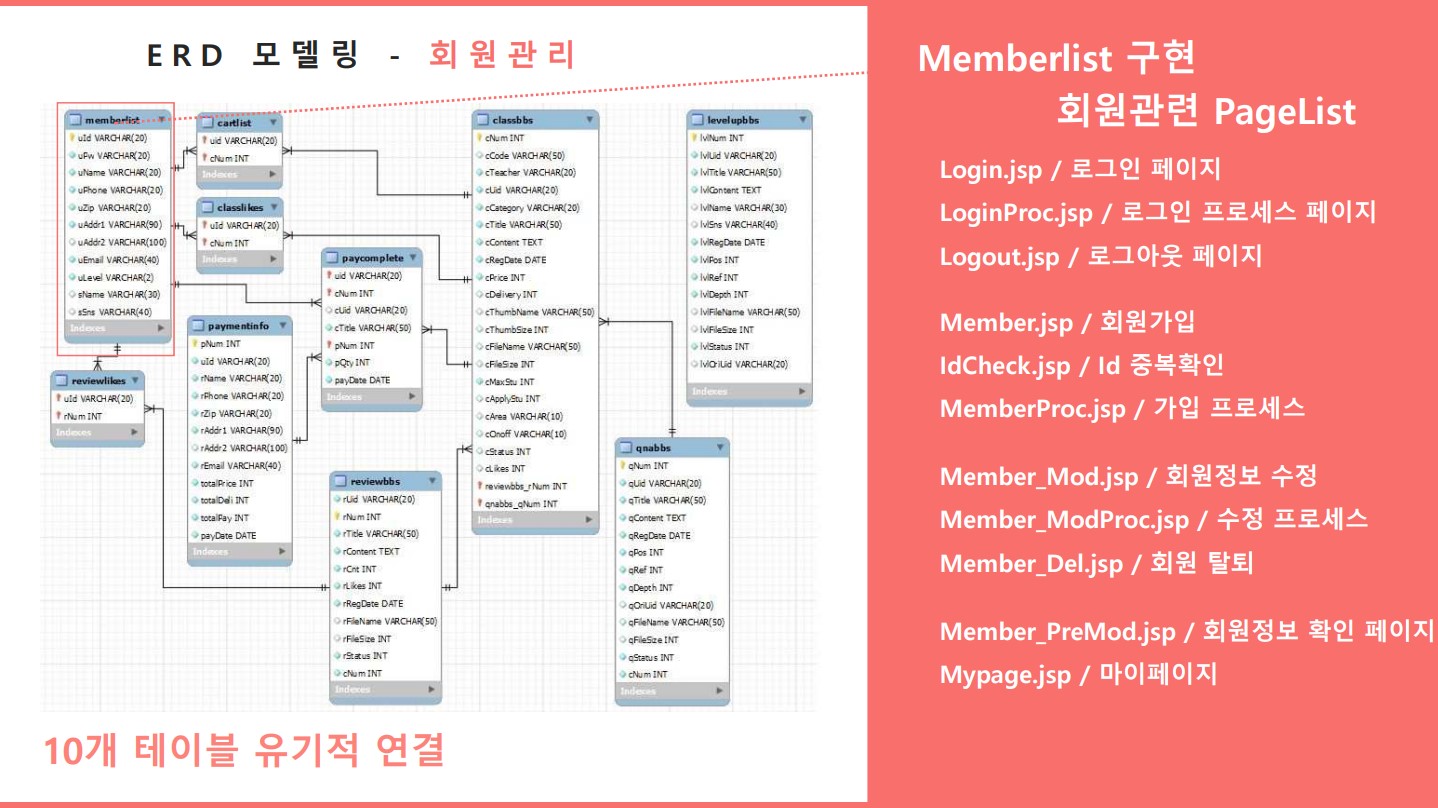 ERD 모델링 - 회원관리
memberlist
uId VARCHAR(20)
uPw VARCHAR(20)
uName VARCHAR(20)
uPhone VARCHAR(20)
uZip VARCHAR(20)
uAddr1 VARCHAR(90)
uAddr2 VARCHAR(100)
uEmail VARCHAR(40)
uLevel VARCHAR(2)
sName VARCHAR(30)
sSns VARCHAR(40)
Indexes
cartlist
uid VARCHAR(20)
cNum INT
Indexes
classlikes
uId VARCHAR(20)
cNum INT
Indexes
paycomplete
uid VARCHAR(20)
cNum INT
cUid VARCHAR(20)
cTitle VARCHAR(50)
pNum INT
pQty INT
payDate DATE
Indexes
paymentinfo
pNum INT
uId VARCHAR(20)
rName VARCHAR(20)
rPhone VARCHAR(20)
rZip VARCHAR(20)
rAddr1 VARCHAR(90)
rAddr2 VARCHAR(100)
rEmail VARCHAR(40)
totalPrice INT
totalDeli INT
totalPay INT
payDate DATE
Indexes
reviewlikes
uId VARCHAR(20)
rNum INT
Indexes
reviewbbs
rUid VARCHAR(20)
rNum INT
rTitle VARCHAR(50)
rContent TEXT
rCnt INT
rLikes INT
rRegDate DATE
rFileName VARCHAR(50)
rFileSize INT
rStatus INT
cNum INT
Indexes
classbbs
cNum INT
cCode VARCHAR(50)
cTeacher VARCHAR(20)
cUid VARCHAR(20)
cCategory VARCHAR(20)
cTitle VARCHAR(50)
cContent TEXT
cRegDate DATE
cPrice INT
cDelivery INT
cThumbName VARCHAR(50)
cThumbSize INT
cFileName VARCHAR(50)
cFileSize INT
cMaxStu INT
cApplyStu INT
cArea VARCHAR(10)
cOnoff VARCHAR(10)
cStatus INT
cLikes INT
reviewbbs_rNum INT
qnabbs_qNum INT
Indexes
levelupbbs
lvlNum INT
lvlUid VARCHAR(20)
lvlTitle VARCHAR(50)
lvlContent TEXT
lvlName VARCHAR(30)
lvlSns VARCHAR(40)
lvlRegDate DATE
lvlPos INT
lvlRef INT
lvlDepth INT
lvlFileName VARCHAR(50)
lvlFileSize INT
lvlStatus INT
lvlOriUid VARCHAR(20)
Indexes
qnabbs
qNum INT
qUid VARCHAR(20)
qTitle VARCHAR(50)
qContent TEXT
qRegDate DATE
qPos INT
qRef INT
qDepth INT
qOriUid VARCHAR(20)
qFileName VARCHAR(50)
qFileSize INT
qStatus INT
cNum INT
Indexes
10개 테이블 유기적 연결
Memberlist 구현
회원관련 PageList
Login.jsp / 로그인 페이지
LoginProc.jsp / 로그인 프로세스 페이지
Logout.jsp / 로그아웃 페이지
Member.jsp / 회원가입
IdCheck.jsp / Id 중복확인
MemberProc.jsp / 가입 프로세스
Member_Mod.jsp / 회원정보 수정
Member_ModProc.jsp / 수정 프로세스
Member_Del.jsp / 회원 탈퇴
Member_PreMod.jsp / 회원정보 확인 페이지
Mypage.jsp / 마이페이지